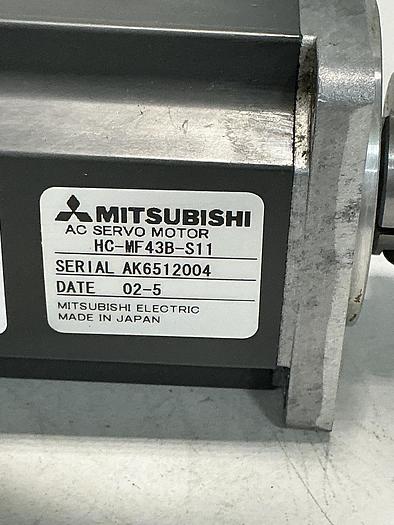 MITSUBISHI
AC SERVO MOTOR
HC-MF43B-S11
SERIAL AK6512004
DATE 02-5
MITSUBISHI ELECTRIC
MADE IN JAPAN